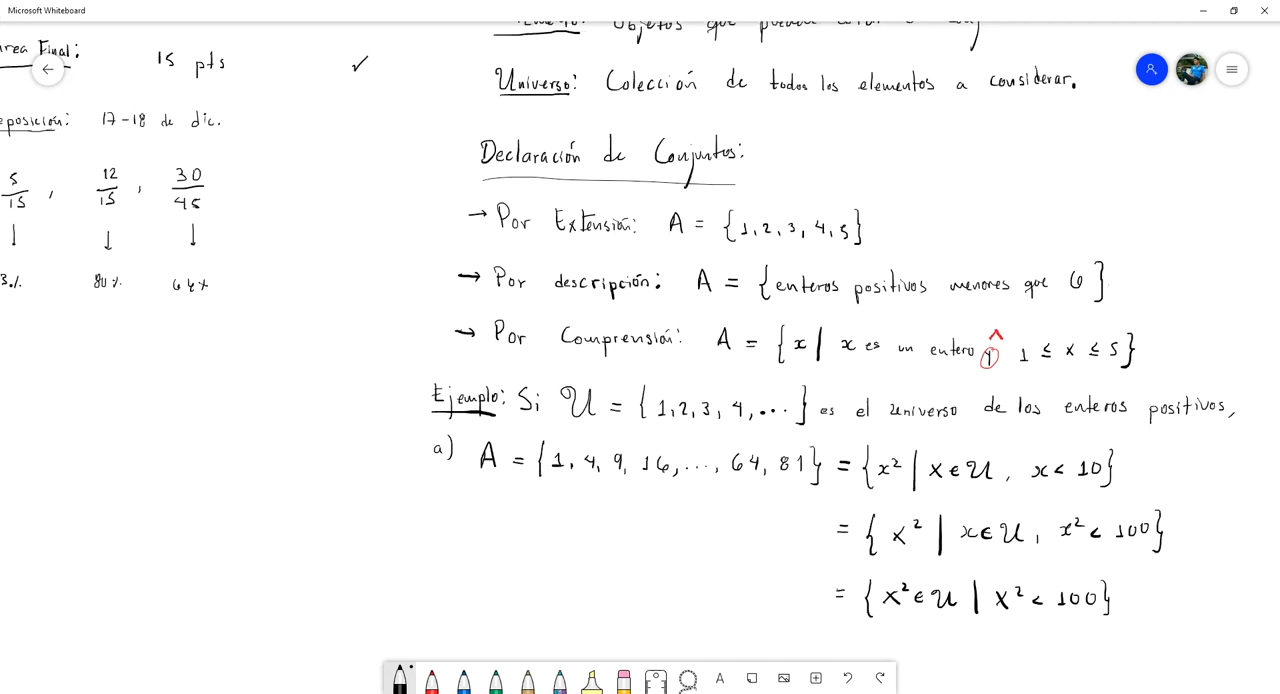 Microsoft Whiteboard
area Final: 15 pts ✓
eposición: 17-18 de dic.
5/15 , 12/15 , 30/45
↓ ↓ ↓
3.% 80 % 64%
objetos que
Universo: Colección de todos los elementos a considerar.
Declaración de Conjuntos:
→ Por Extensión: A = {1, 2, 3, 4, 5}
→ Por descripción: A = {enteros positivos menores que 6}
→ Por Comprensión: A = {x | x es un entero y 1 ≤ x ≤ 5}
^
Ejemplo: Si U = {1, 2, 3, 4, ...} es el universo de los enteros positivos,
a) A = {1, 4, 9, 16, ..., 64, 81} = {x² | x ∈ U, x < 10}
= {x² | x ∈ U, x² < 100}
= {x² ∈ U | x² < 100}
A